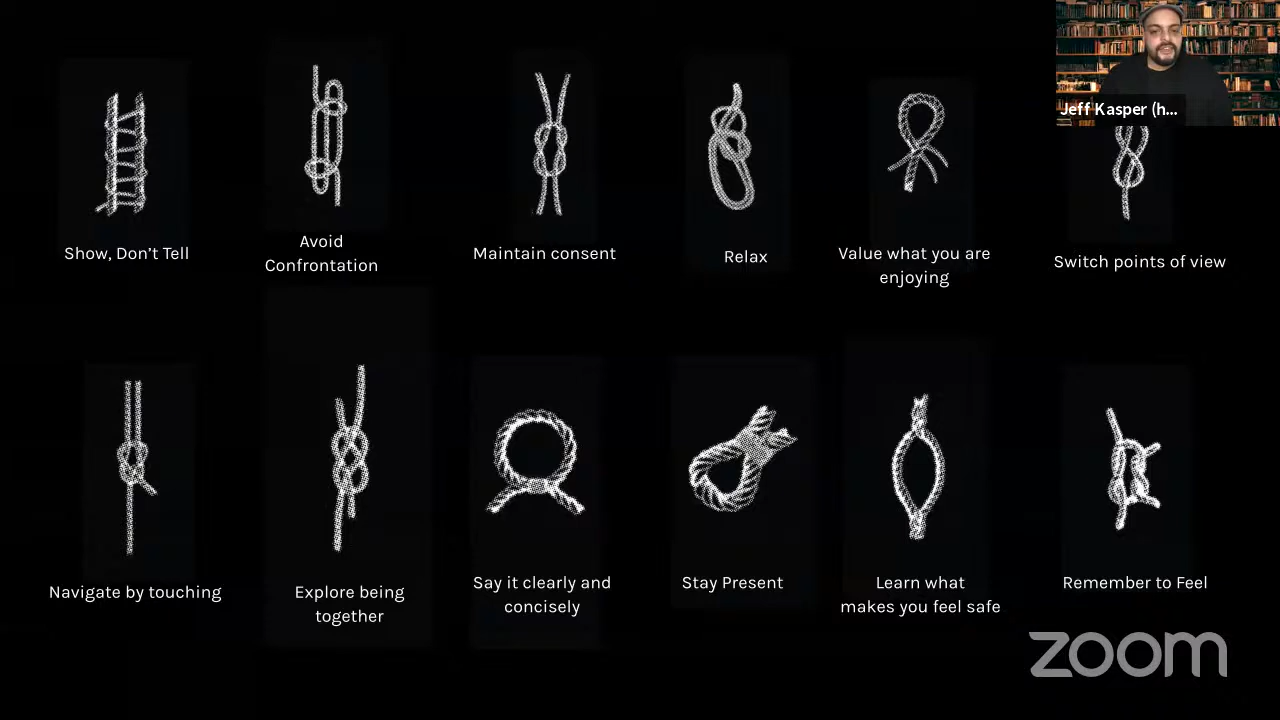 Jeff Kasper (h...
Show, Don’t Tell
Avoid
Confrontation
Maintain consent
Relax
Value what you are
enjoying
Switch points of view
Navigate by touching
Explore being
together
Say it clearly and
concisely
Stay Present
Learn what
makes you feel safe
Remember to Feel
zoom